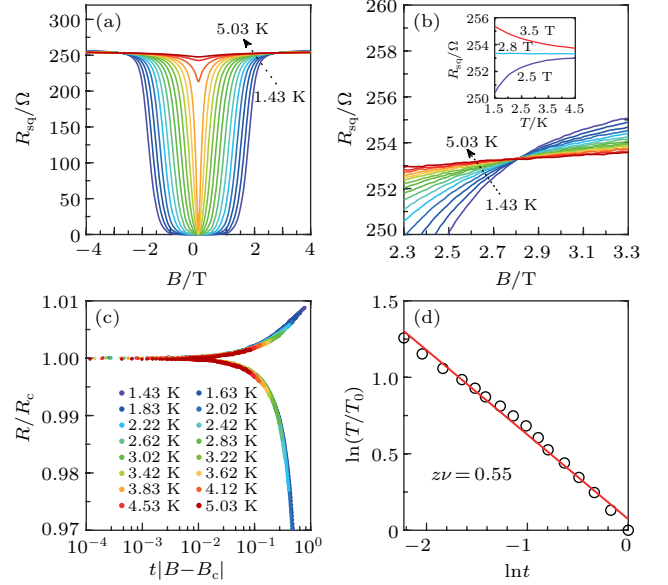 (a)
5.03 K
1.43 K
R_sq/Ω
300
250
200
150
100
50
0
−4 −2 0 2 4
B/T
(b)
256
254
252
250
R_sq/Ω
3.5 T
2.8 T
2.5 T
1.5 3.0 4.5
T/K
5.03 K
1.43 K
R_sq/Ω
260
258
256
254
252
250
2.3 2.5 2.7 2.9 3.1 3.3
B/T
(c)
R/R_c
1.01
1.00
0.99
0.98
0.97
1.43 K 1.63 K
1.83 K 2.02 K
2.22 K 2.42 K
2.62 K 2.83 K
3.02 K 3.22 K
3.42 K 3.62 K
3.83 K 4.12 K
4.53 K 5.03 K
10⁻⁴ 10⁻³ 10⁻² 10⁻¹ 10⁰
t|B−B_c|
(d)
ln(T/T₀)
1.5
1.0
0.5
0
zν=0.55
−2 −1 0
lnt